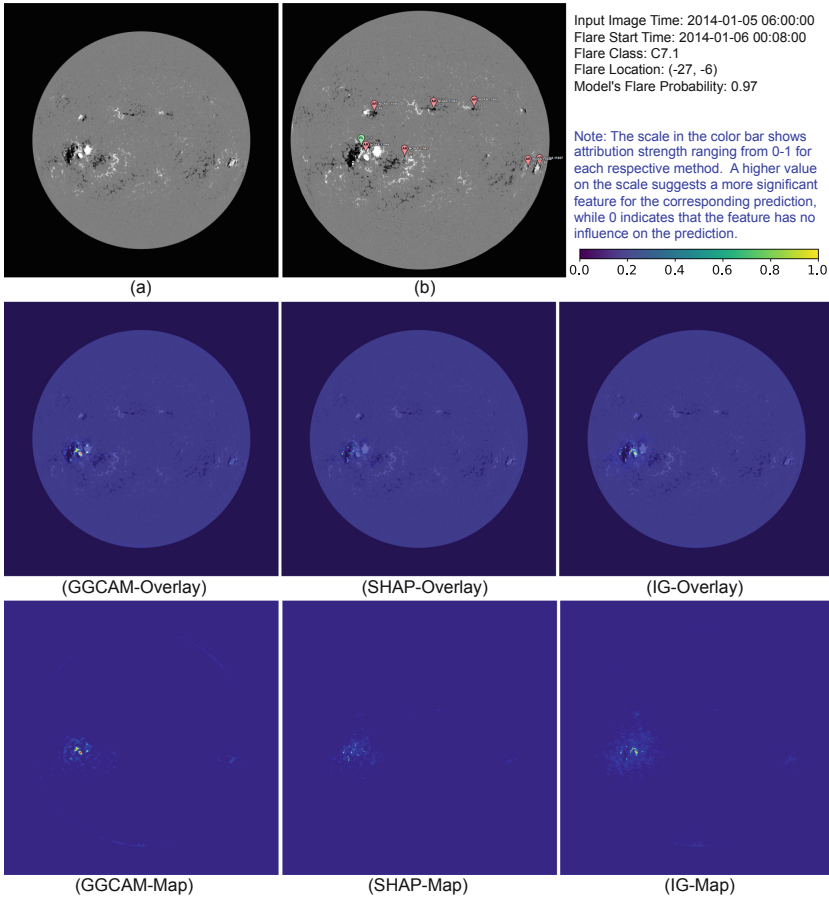 Input Image Time: 2014-01-05 06:00:00
Flare Start Time: 2014-01-06 00:08:00
Flare Class: C7.1
Flare Location: (-27, -6)
Model's Flare Probability: 0.97
Note: The scale in the color bar shows
attribution strength ranging from 0-1 for
each respective method. A higher value
on the scale suggests a more significant
feature for the corresponding prediction,
while 0 indicates that the feature has no
influence on the prediction.
0.0 0.2 0.4 0.6 0.8 1.0
(a)
(b)
(GGCAM-Overlay)
(SHAP-Overlay)
(IG-Overlay)
(GGCAM-Map)
(SHAP-Map)
(IG-Map)